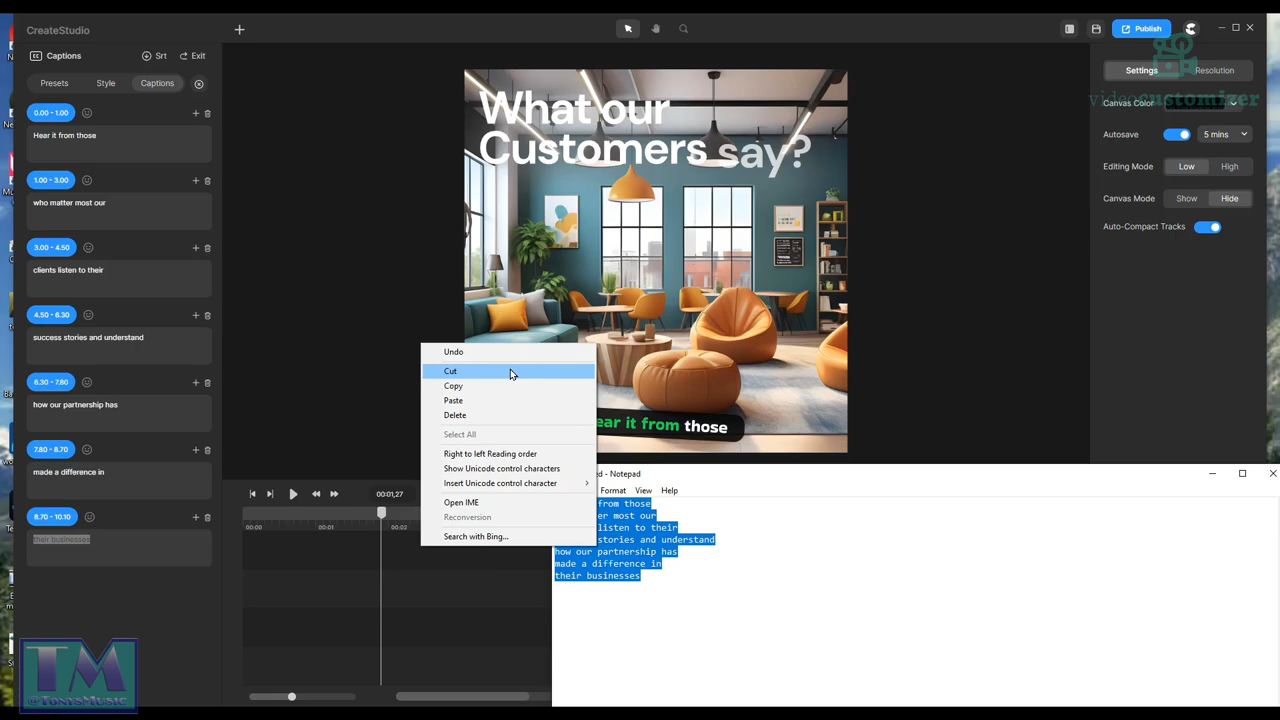 CreateStudio
Publish
Captions
Srt
Exit
Presets
Style
Captions
0.00 - 1.00
Hear it from those
1.00 - 3.00
who matter most our
3.00 - 4.50
clients listen to their
4.50 - 6.30
success stories and understand
6.30 - 7.80
how our partnership has
7.80 - 8.70
made a difference in
8.70 - 10.10
their businesses
What our
Customers say?
ear it from those
Undo
Cut
Copy
Paste
Delete
Select All
Right to left Reading order
Show Unicode control characters
Insert Unicode control character
Open IME
Reconversion
Search with Bing...
00:01,27
00:00
00:01
00:02
d - Notepad
Format
View
Help
from those
er most our
listen to their
stories and understand
how our partnership has
made a difference in
their businesses
Settings
Resolution
videocustomizer
Canvas Color
Autosave
5 mins
Editing Mode
Low
High
Canvas Mode
Show
Hide
Auto-Compact Tracks
TM
@TonysMusic